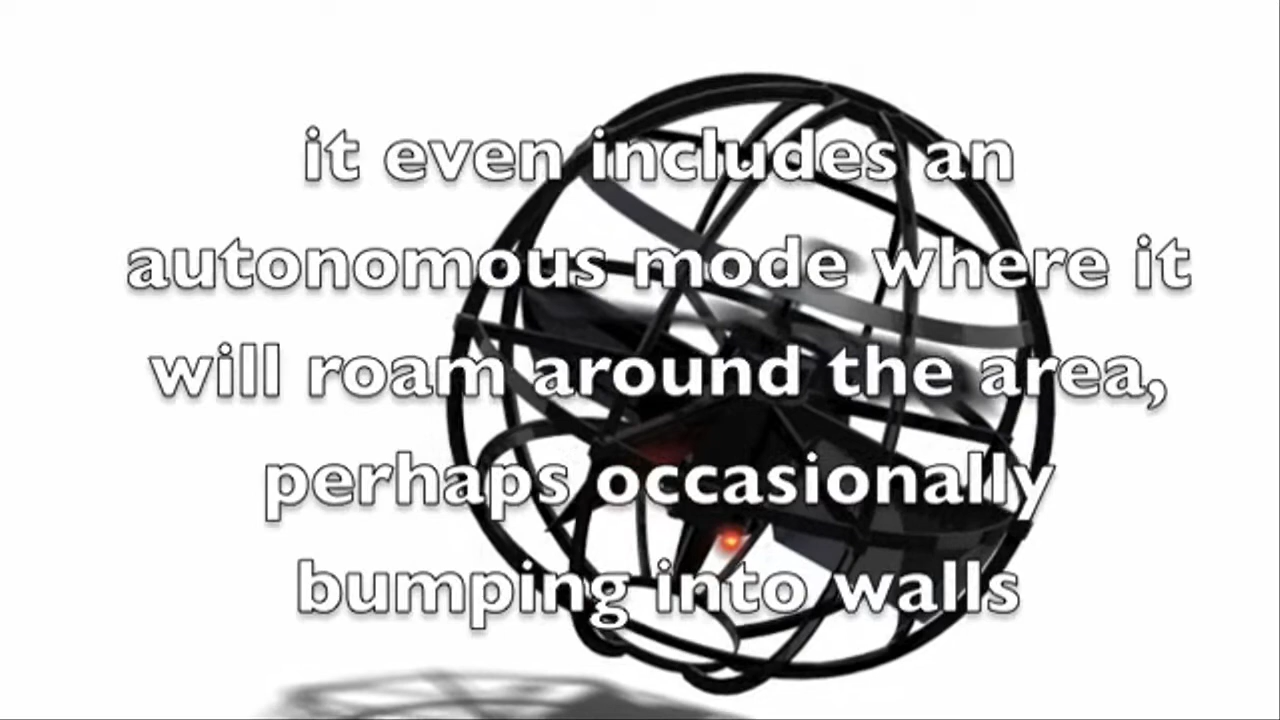 it even includes an
autonomous mode where it
will roam around the area,
perhaps occasionally
bumping into walls